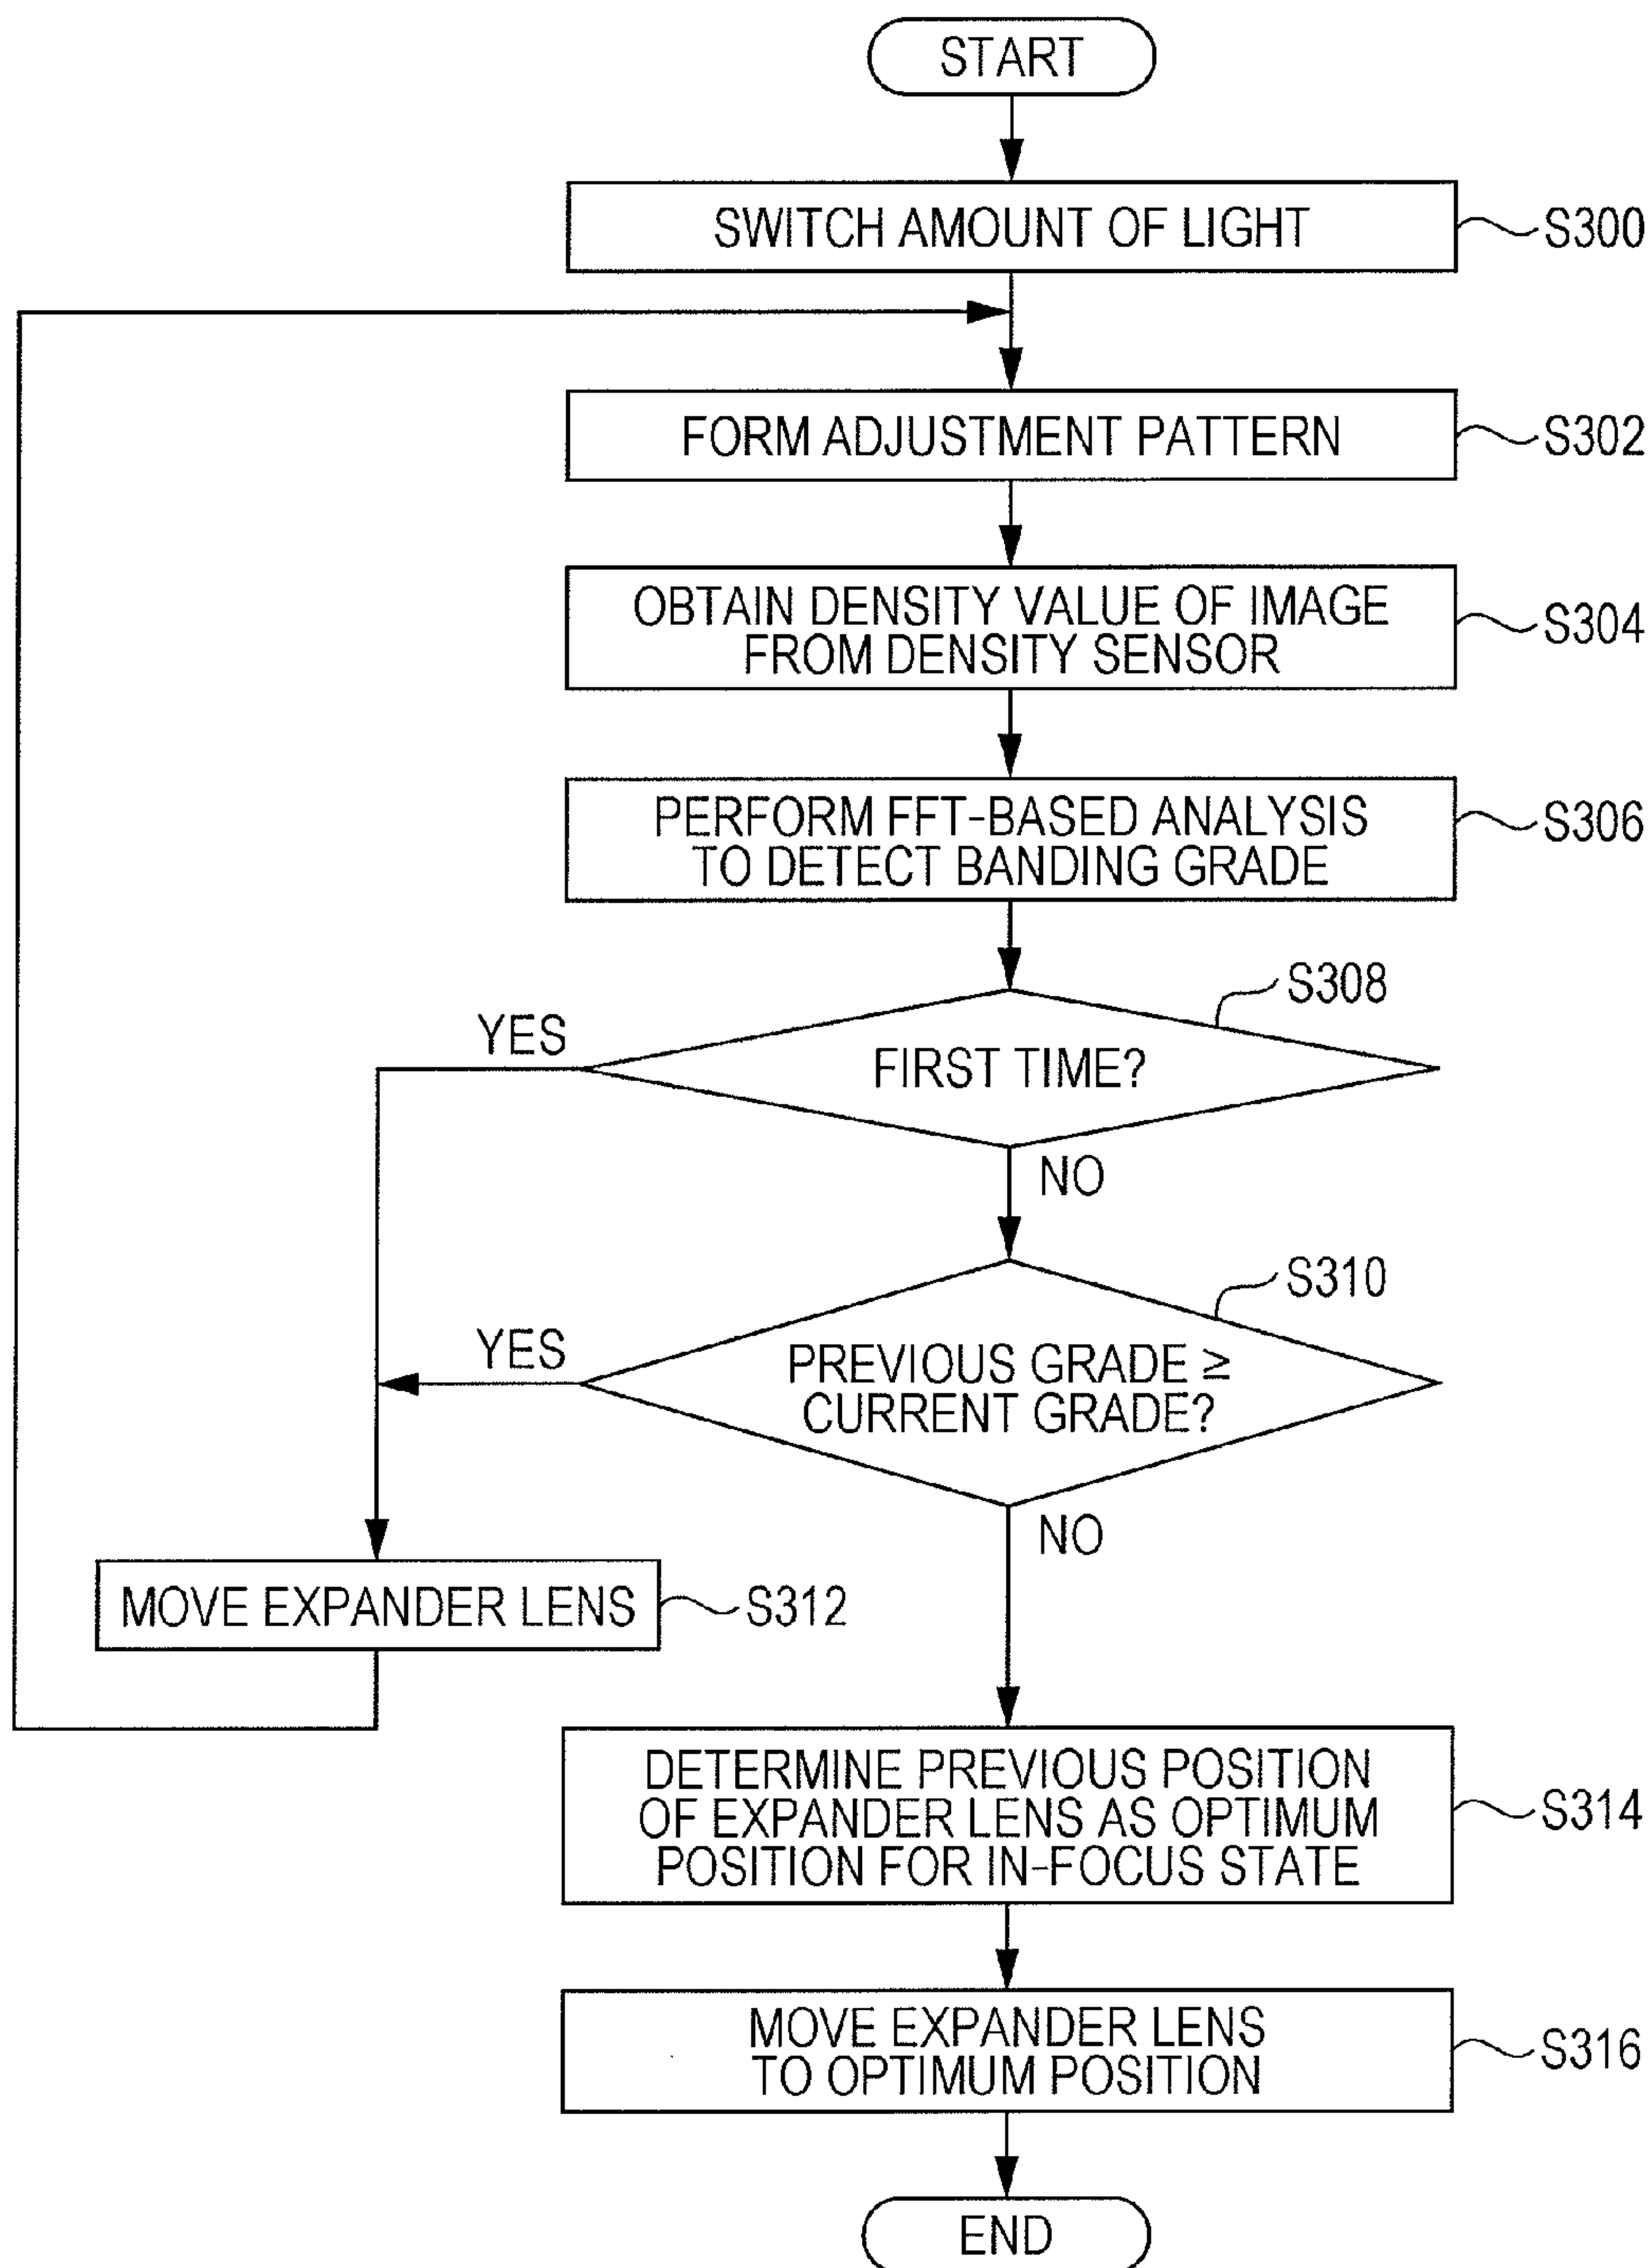 START
SWITCH AMOUNT OF LIGHT
S300
FORM ADJUSTMENT PATTERN
S302
OBTAIN DENSITY VALUE OF IMAGE
FROM DENSITY SENSOR
S304
PERFORM FFT-BASED ANALYSIS
TO DETECT BANDING GRADE
S306
S308
YES
FIRST TIME?
NO
S310
YES
PREVIOUS GRADE ≥
CURRENT GRADE?
NO
MOVE EXPANDER LENS
S312
DETERMINE PREVIOUS POSITION
OF EXPANDER LENS AS OPTIMUM
POSITION FOR IN-FOCUS STATE
S314
MOVE EXPANDER LENS
TO OPTIMUM POSITION
S316
END